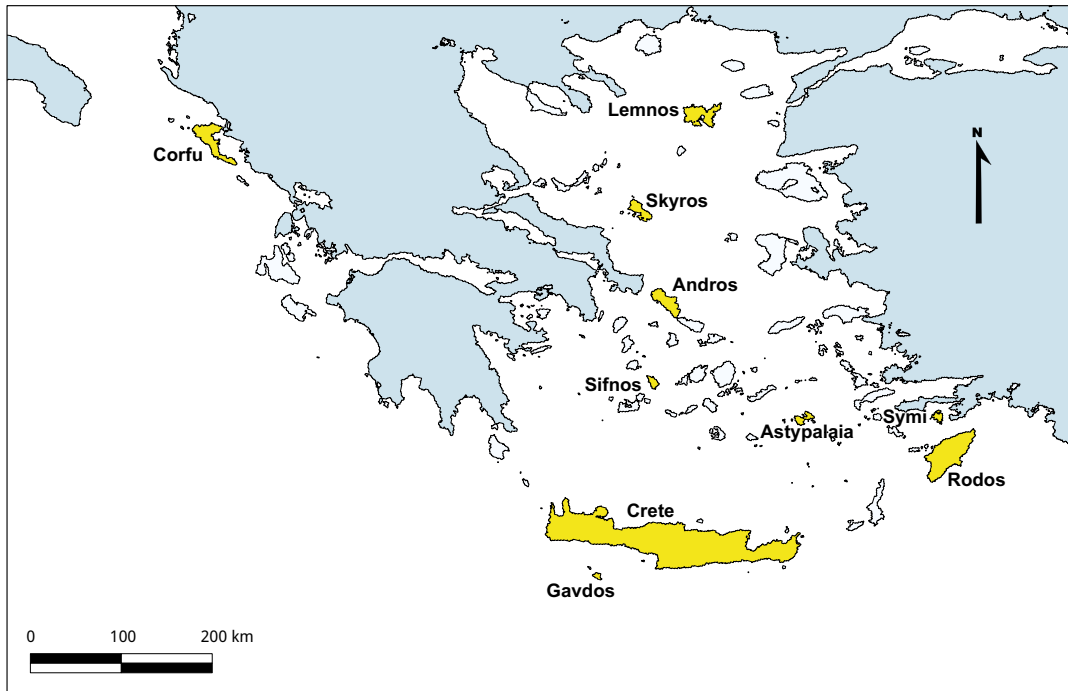 Lemnos
N
Corfu
Skyros
Andros
Sifnos
Symi
Astypalaia
Rodos
Crete
Gavdos
0 100 200 km